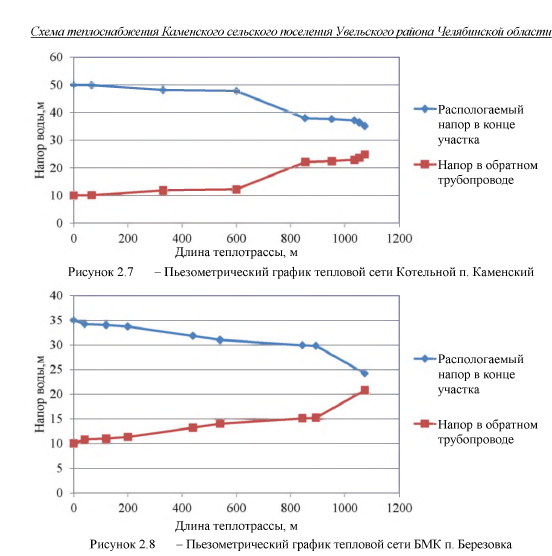 Схема теплоснабжения Каменского сельского поселения Увельского района Челябинской области
60
50
40
30
20
10
0
Напор воды,м
0 200 400 600 800 1000 1200
Длина теплотрассы, м
Распологаемый
напор в конце
участка
Напор в обратном
трубопроводе
Рисунок 2.7 – Пьезометрический график тепловой сети Котельной п. Каменский
40
35
30
25
20
15
10
5
0
Напор воды,м
0 200 400 600 800 1000 1200
Длина теплотрассы, м
Распологаемый
напор в конце
участка
Напор в обратном
трубопроводе
Рисунок 2.8 – Пьезометрический график тепловой сети БМК п. Березовка